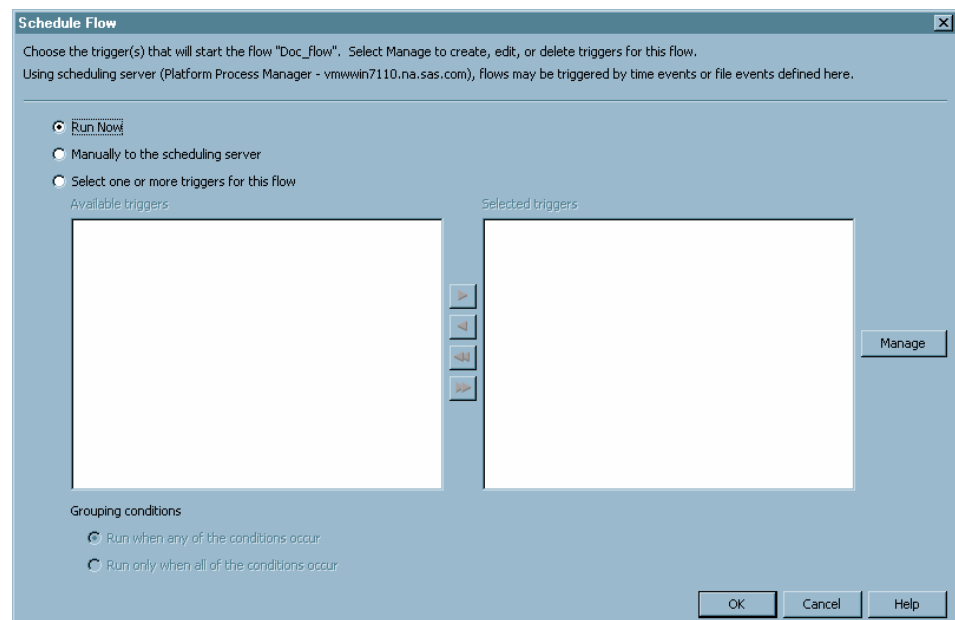 Schedule Flow
Choose the trigger(s) that will start the flow "Doc_flow". Select Manage to create, edit, or delete triggers for this flow.
Using scheduling server (Platform Process Manager - vmwwin7110.na.sas.com), flows may be triggered by time events or file events defined here.
Run Now
Manually to the scheduling server
Select one or more triggers for this flow
Available triggers
Selected triggers
Manage
Grouping conditions
Run when any of the conditions occur
Run only when all of the conditions occur
OK
Cancel
Help